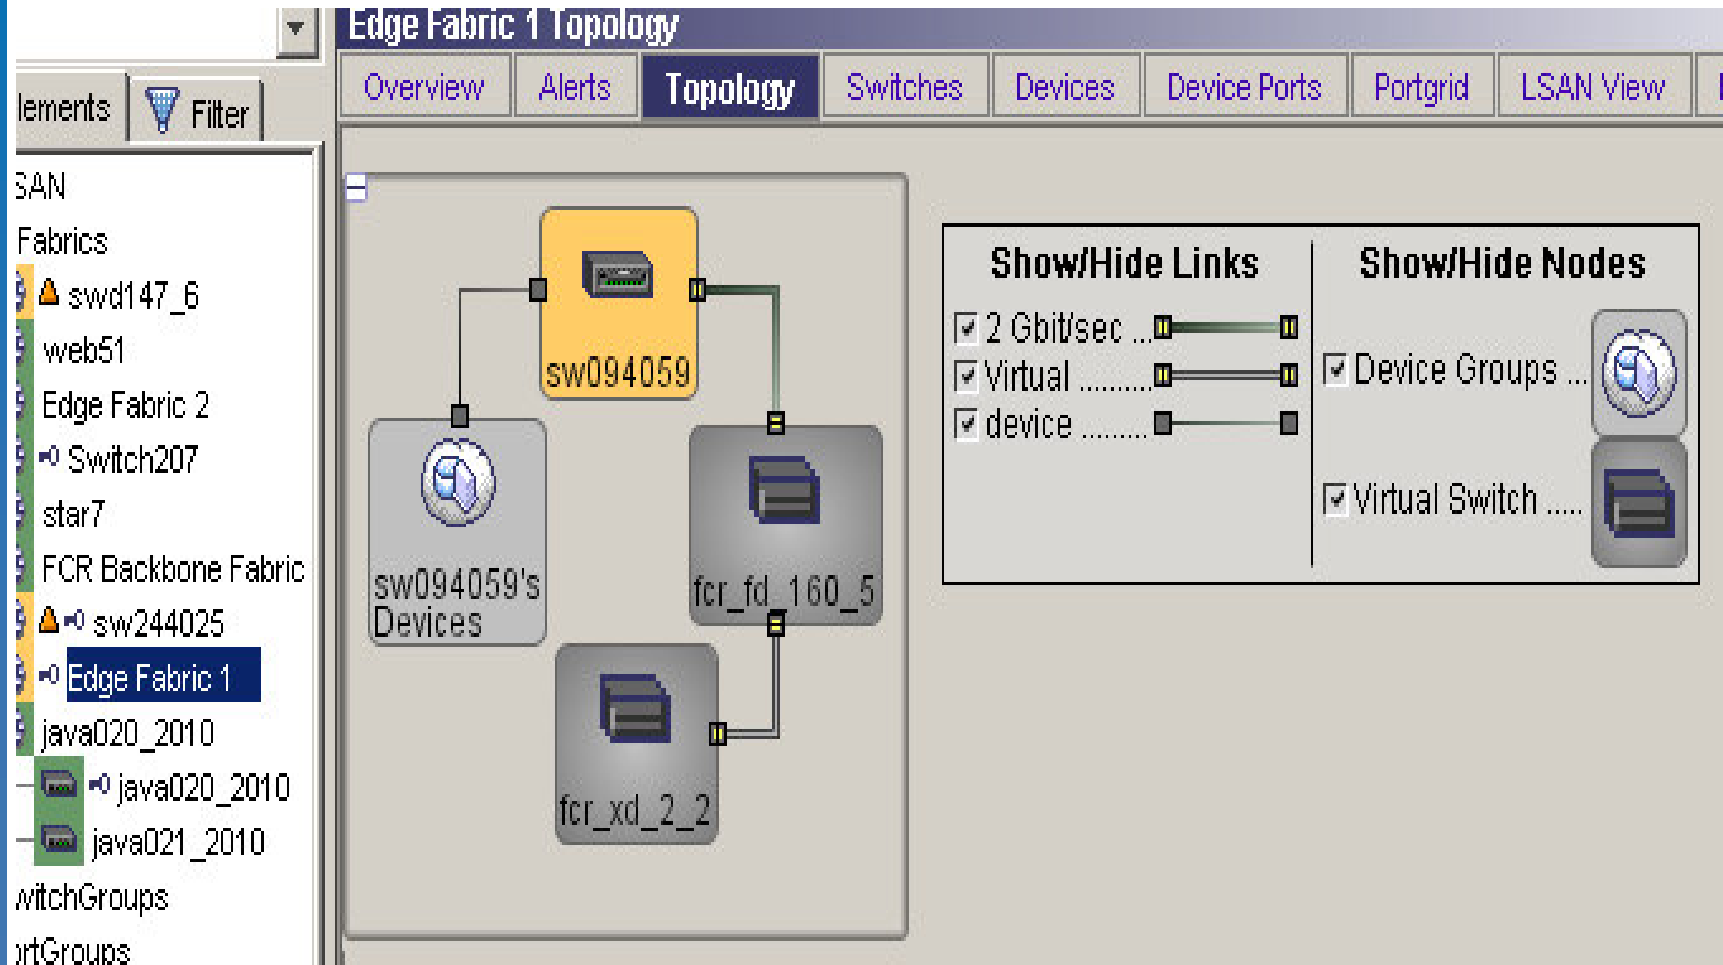 Edge Fabric 1 Topology
Overview
Alerts
Topology
Switches
Devices
Device Ports
Portgrid
LSAN View
lements
Filter
SAN
Fabrics
swd147_6
web51
Edge Fabric 2
Switch207
star7
FCR Backbone Fabric
sw244025
Edge Fabric 1
java020_2010
java020_2010
java021_2010
witchGroups
ortGroups
sw094059
sw094059's
Devices
fcr_fd_160_5
fcr_xd_2_2
Show/Hide Links
2 Gbit/sec ...
Virtual .........
device .........
Show/Hide Nodes
Device Groups ...
Virtual Switch .....